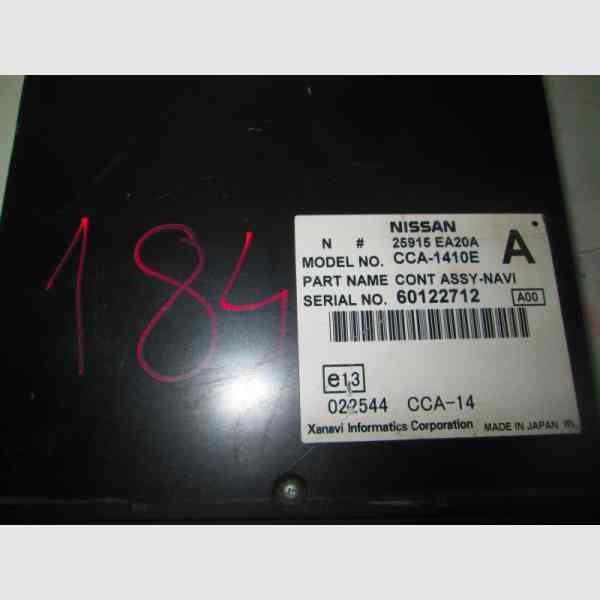 184
NISSAN
N # 25915 EA20A
A
MODEL NO. CCA-1410E
PART NAME CONT ASSY-NAVI
SERIAL NO. 60122712 A00
e13
022544 CCA-14
Xanavi Informatics Corporation MADE IN JAPAN